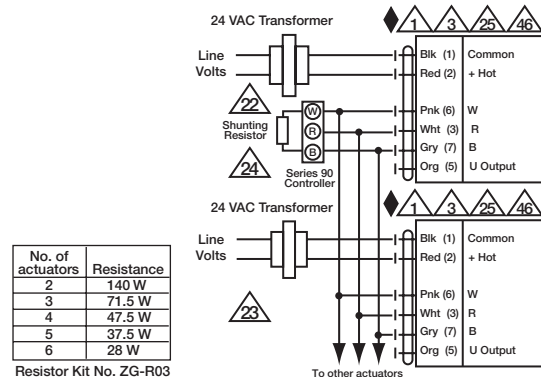 24 VAC Transformer
1 3 25 46
Line
Volts
Blk (1) Common
Red (2) + Hot
22
Shunting
Resistor
24
W
R
B
Series 90
Controller
Pnk (6) W
Wht (3) R
Gry (7) B
Org (5) U Output
24 VAC Transformer
1 3 25 46
Line
Volts
Blk (1) Common
Red (2) + Hot
23
Pnk (6) W
Wht (3) R
Gry (7) B
Org (5) U Output
To other actuators
No. of
actuators Resistance
2 140 W
3 71.5 W
4 47.5 W
5 37.5 W
6 28 W
Resistor Kit No. ZG-R03